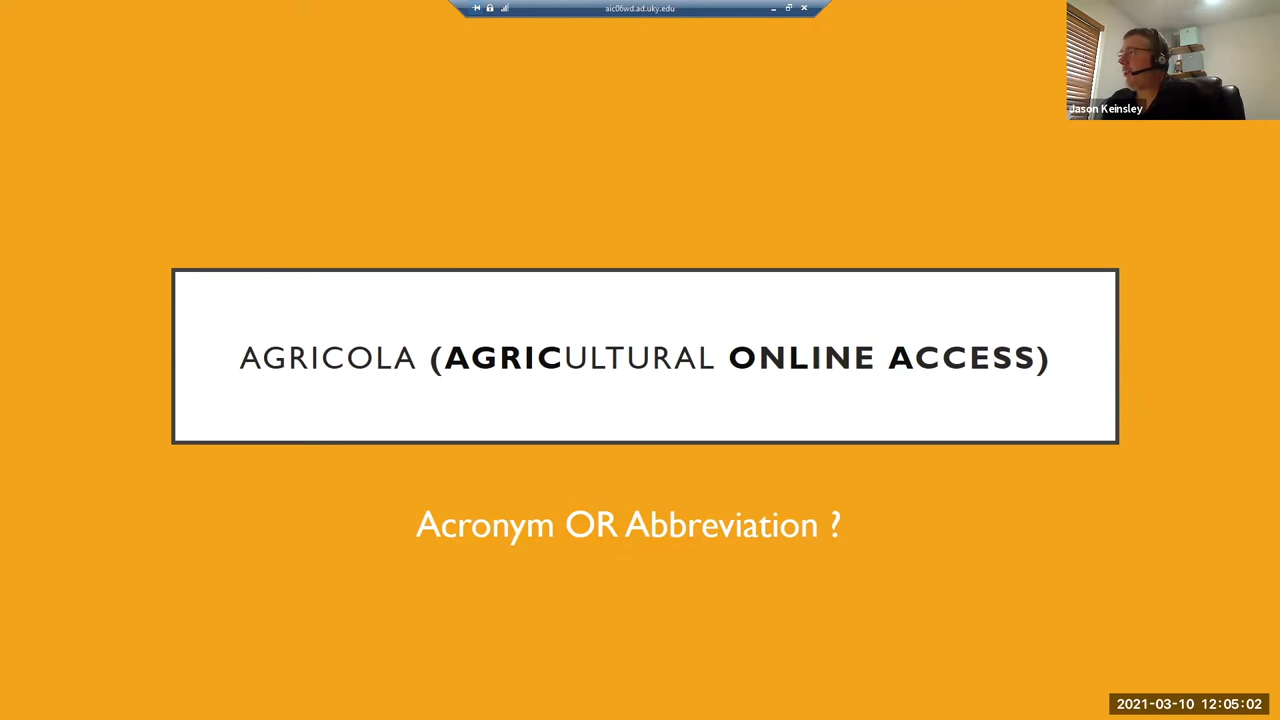 aic06wd.ad.uky.edu
Jason Keinsley
AGRICOLA (AGRICULTURAL ONLINE ACCESS)
Acronym OR Abbreviation ?
2021-03-10 12:05:02